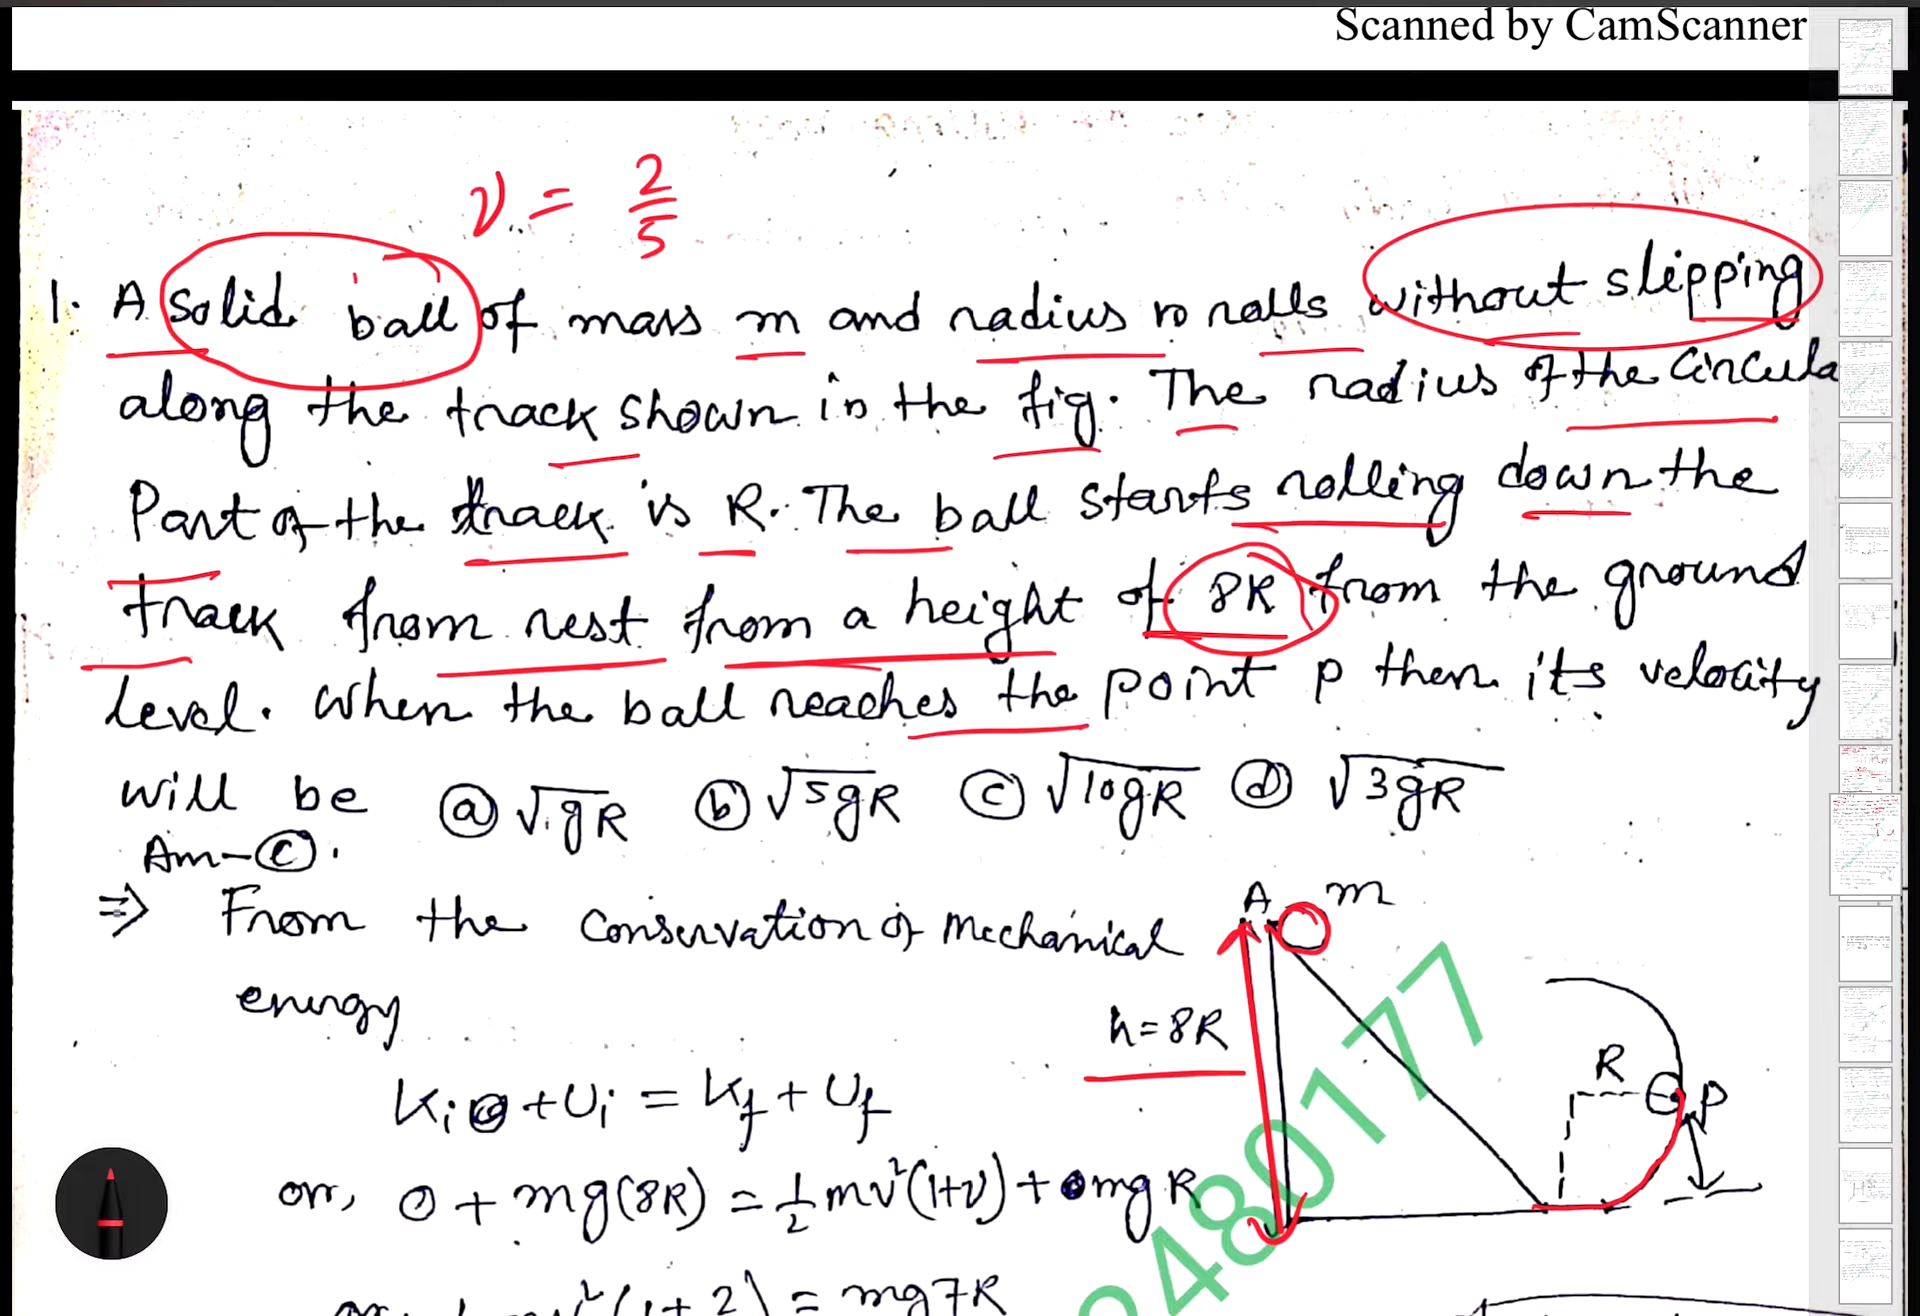 Scanned by CamScanner
ν = 2/5
1. A solid ball of mass m and radius r rolls without slipping
along the track shown in the fig. The radius of the circula
Part of the track is R. The ball starts rolling down the
track from rest from a height of 8R from the ground
level. When the ball reaches the point P then its velocity
will be (a) √gR (b) √5gR (c) √10gR (d) √3gR
Ans-(c).
⇒ From the Conservation of Mechanical
energy
Ki + Ui = Kf + Uf
or, 0 + mg(8R) = 1/2 mv²(1+ν) + mgR
= mg7R
A m
h=8R
R
P
2480177